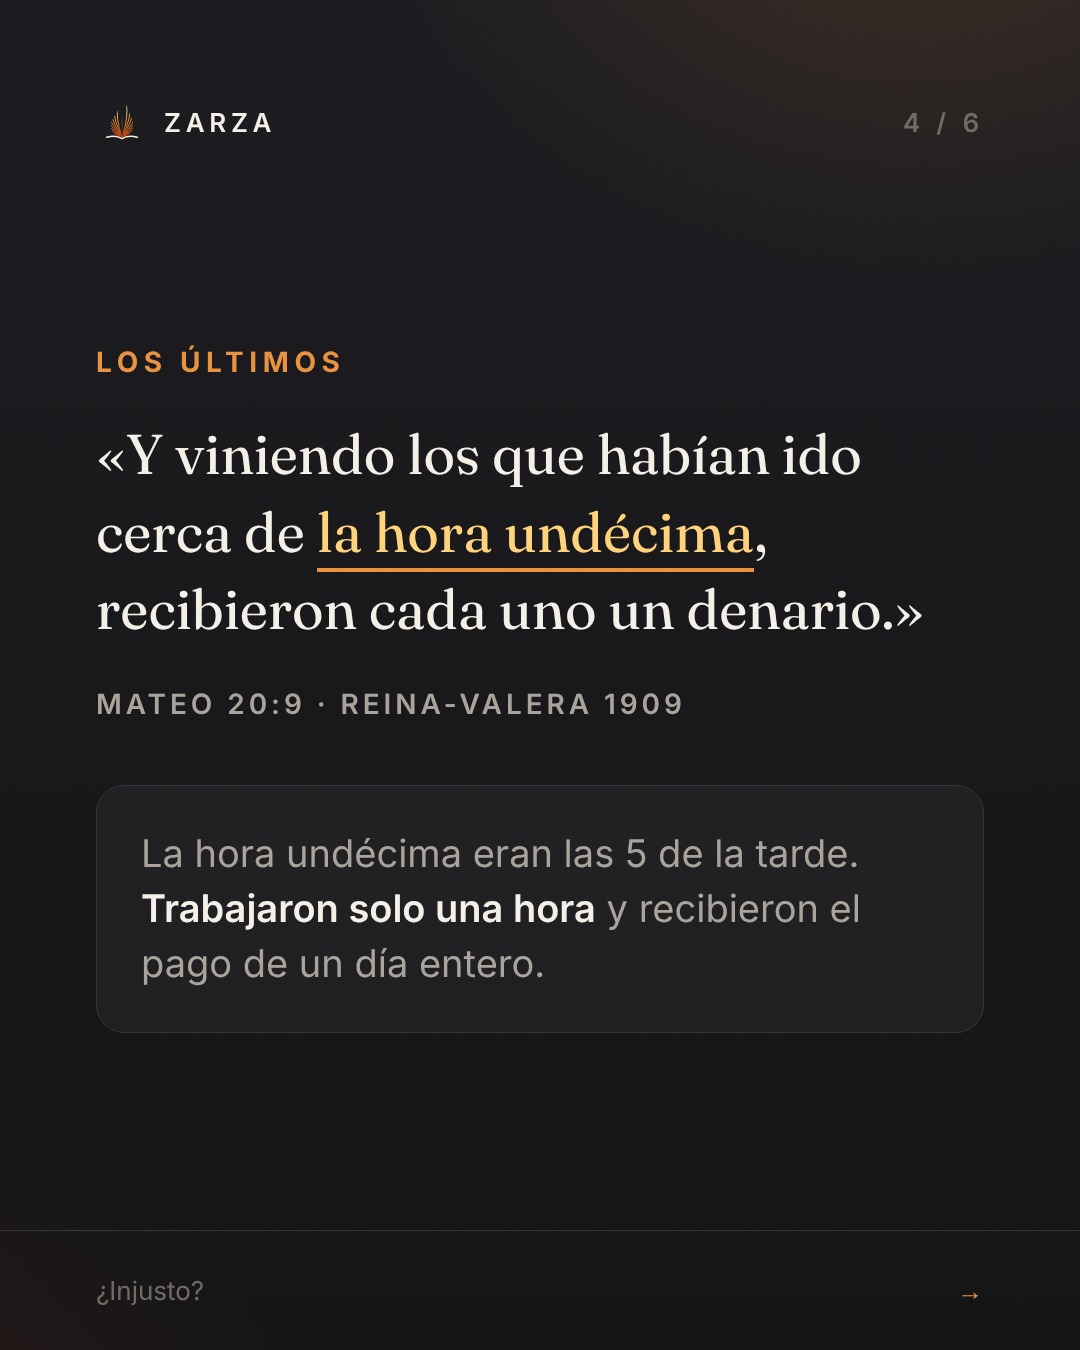 ZARZA
4 / 6
LOS ÚLTIMOS
«Y viniendo los que habían ido
cerca de la hora undécima,
recibieron cada uno un denario.»
MATEO 20:9 · REINA-VALERA 1909
La hora undécima eran las 5 de la tarde.
Trabajaron solo una hora y recibieron el
pago de un día entero.
¿Injusto?
→